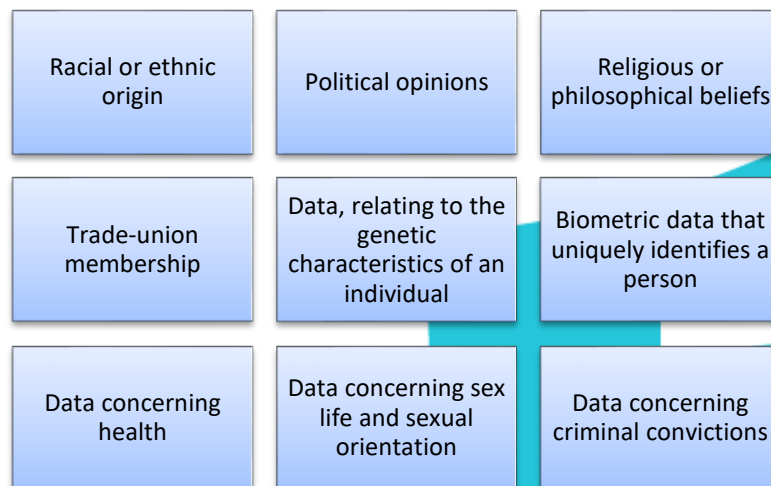 Racial or ethnic
origin
Political opinions
Religious or
philosophical beliefs
Trade-union
membership
Data, relating to the
genetic
characteristics of an
individual
Biometric data that
uniquely identifies a
person
Data concerning
health
Data concerning sex
life and sexual
orientation
Data concerning
criminal convictions